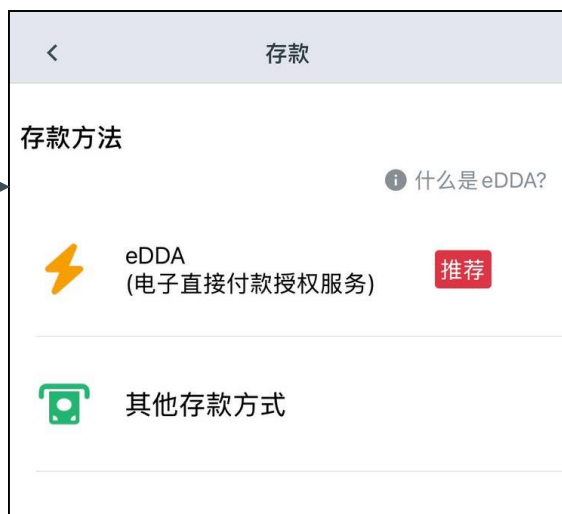 存款
存款方法
什么是eDDA?
eDDA
(电子直接付款授权服务)
推荐
其他存款方式